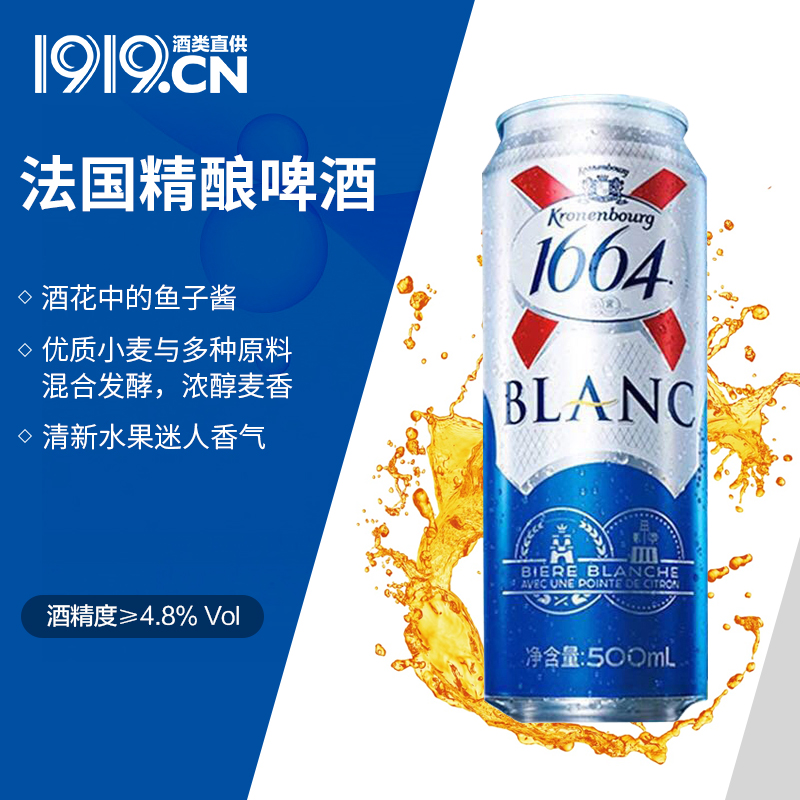 酒类直供
1919.CN
法国精酿啤酒
酒花中的鱼子酱
优质小麦与多种原料
混合发酵，浓醇麦香
清新水果迷人香气
酒精度≥4.8% Vol
Kronenbourg
Kronenbourg
1664
BLANC
BIÈRE BLANCHE
AVEC UNE POINTE DE CITRON
净含量:500mL